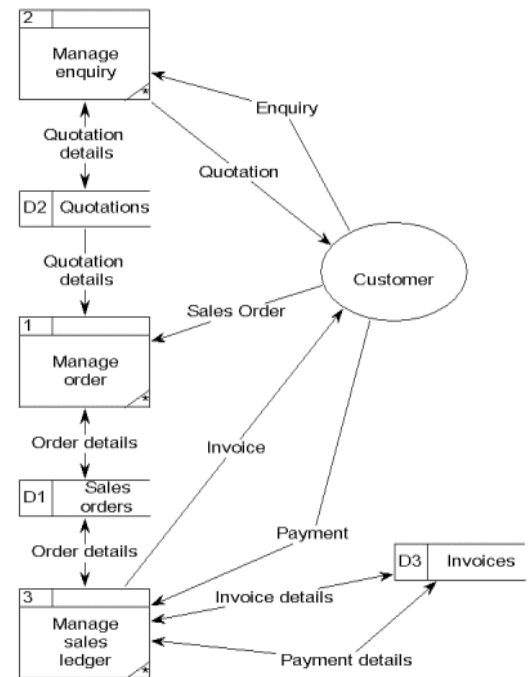 2
Manage
enquiry
*
Enquiry
Quotation
details
Quotation
D2 Quotations
Quotation
details
Customer
Sales Order
1
Manage
order
*
Order details
Invoice
D1 Sales
orders
Order details
Payment
D3 Invoices
3
Invoice details
Manage
sales
ledger
*
Payment details